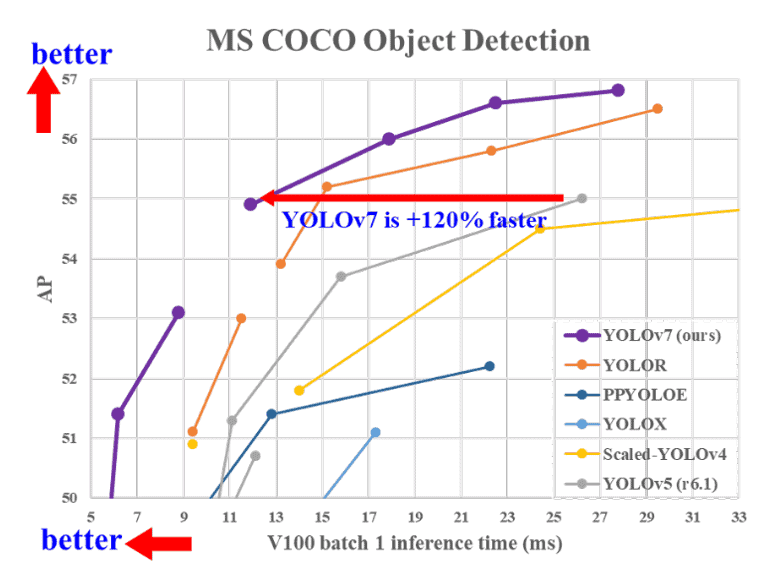 MS COCO Object Detection
better
57
56
55
54
53
52
51
50
AP
YOLOv7 is +120% faster
YOLOv7 (ours)
YOLOR
PPYOLOE
YOLOX
Scaled-YOLOv4
YOLOv5 (r6.1)
5 7 9 11 13 15 17 19 21 23 25 27 29 31 33
better
V100 batch 1 inference time (ms)